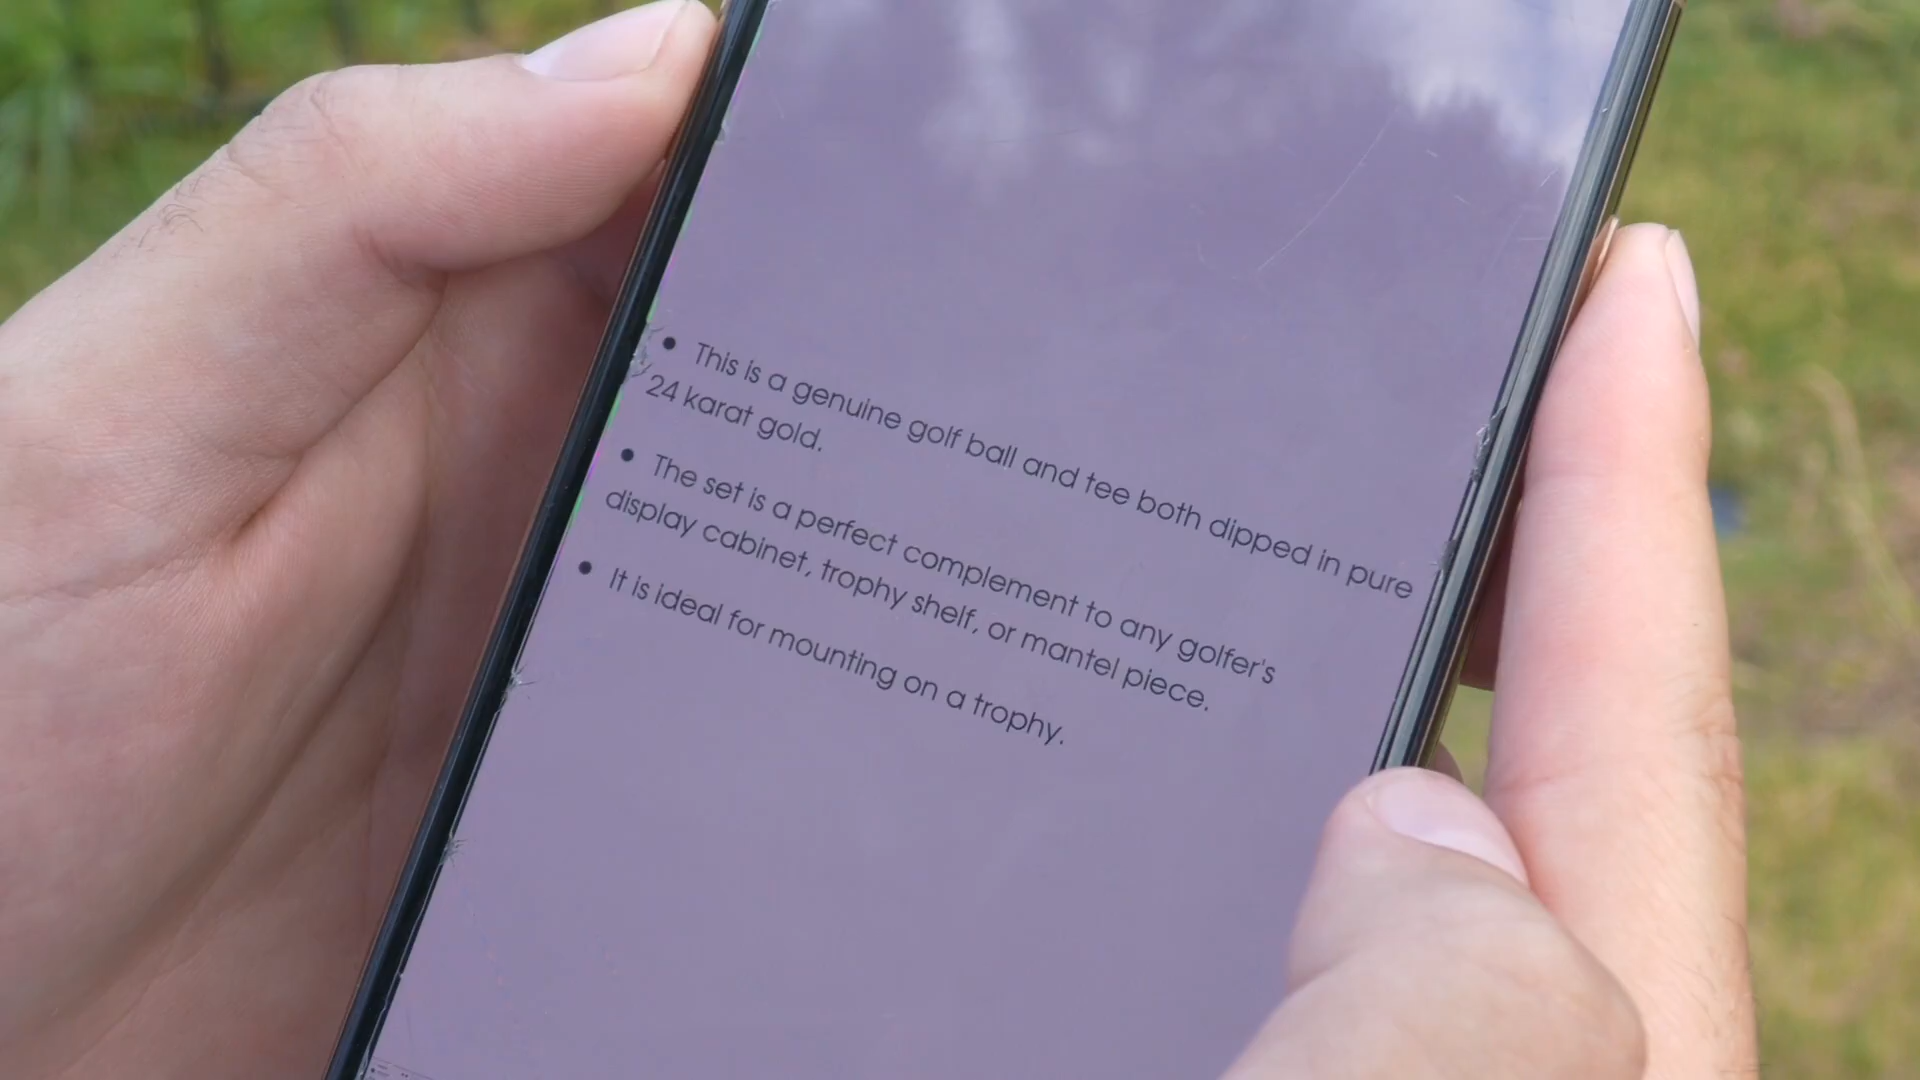 • This is a genuine golf ball and tee both dipped in pure
24 karat gold.
• The set is a perfect complement to any golfer's
display cabinet, trophy shelf, or mantel piece.
• It is ideal for mounting on a trophy.